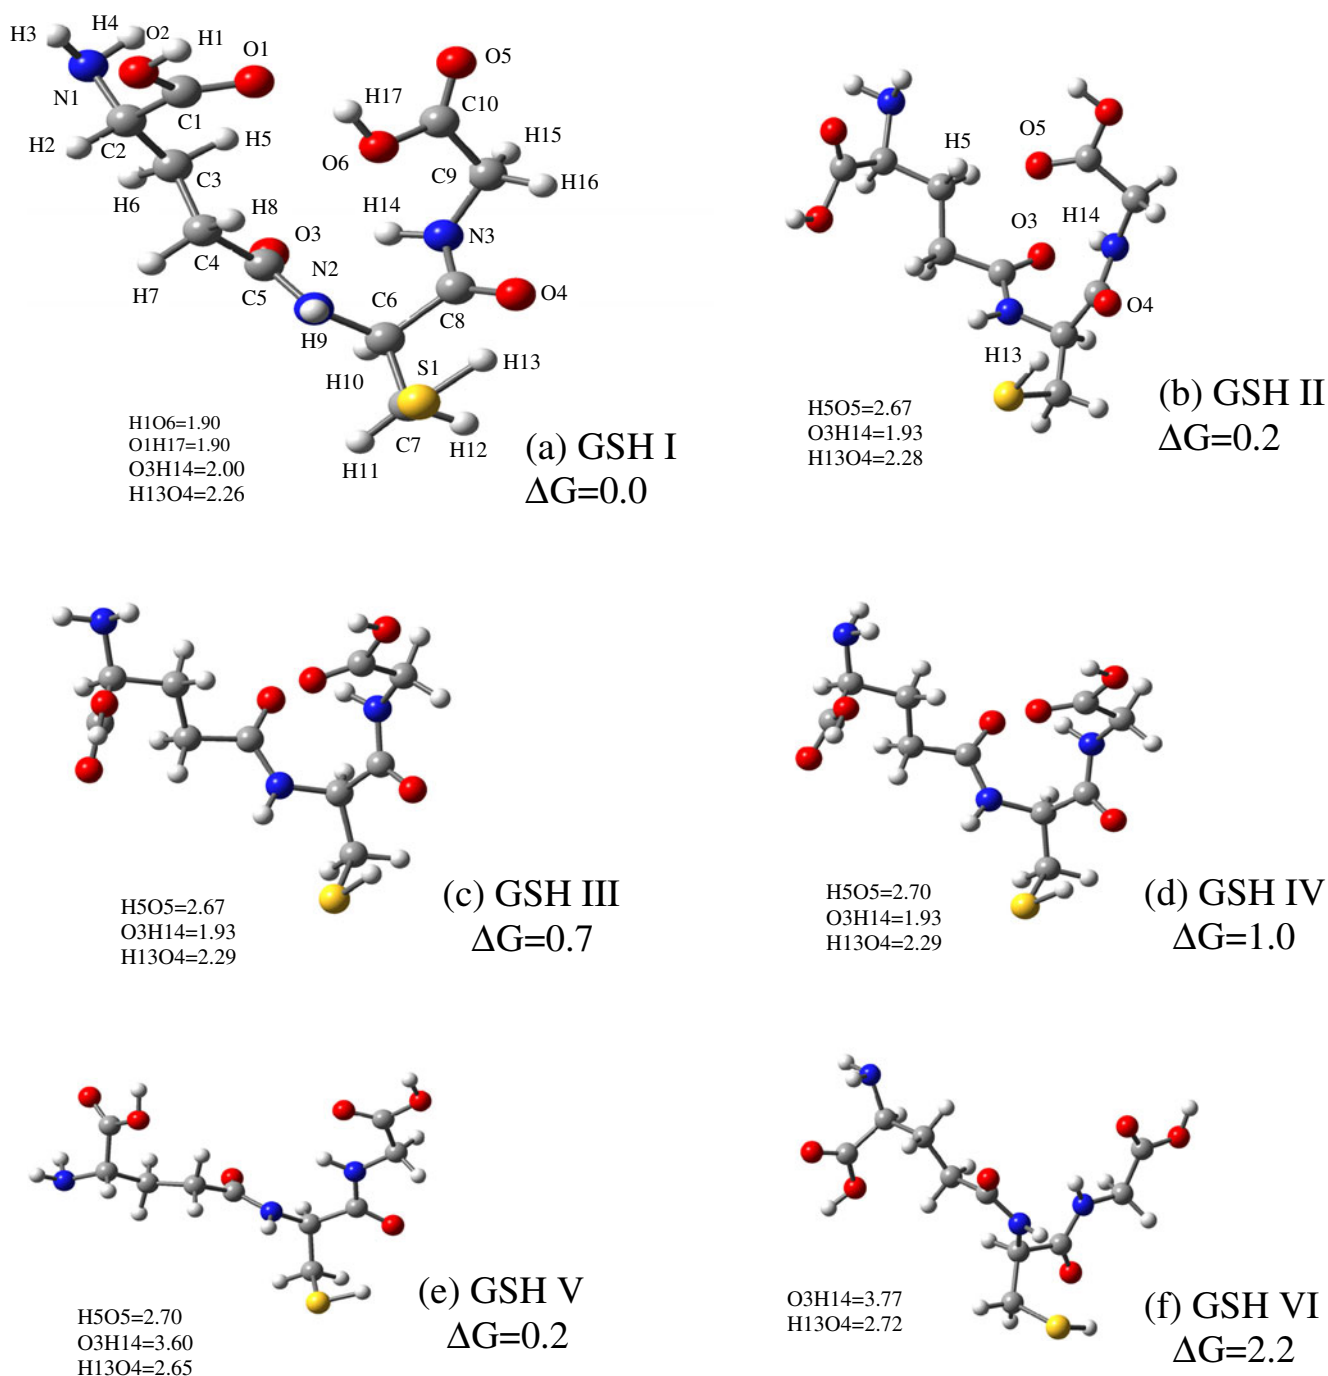 H3
H4
O2
H1
O1
N1
C1
H2
C2
H5
C3
H6
H8
C4
H7
O3
C5
N2
H9
C6
H10
S1
H13
C7
H11
H12
C8
O4
N3
H14
C9
H15
H16
O6
H17
C10
O5
H1O6=1.90
O1H17=1.90
O3H14=2.00
H13O4=2.26
(a) GSH I
ΔG=0.0
H5
O5
O3
H14
O4
H13
H5O5=2.67
O3H14=1.93
H13O4=2.28
(b) GSH II
ΔG=0.2
H5O5=2.67
O3H14=1.93
H13O4=2.29
(c) GSH III
ΔG=0.7
H5O5=2.70
O3H14=1.93
H13O4=2.29
(d) GSH IV
ΔG=1.0
H5O5=2.70
O3H14=3.60
H13O4=2.65
(e) GSH V
ΔG=0.2
O3H14=3.77
H13O4=2.72
(f) GSH VI
ΔG=2.2